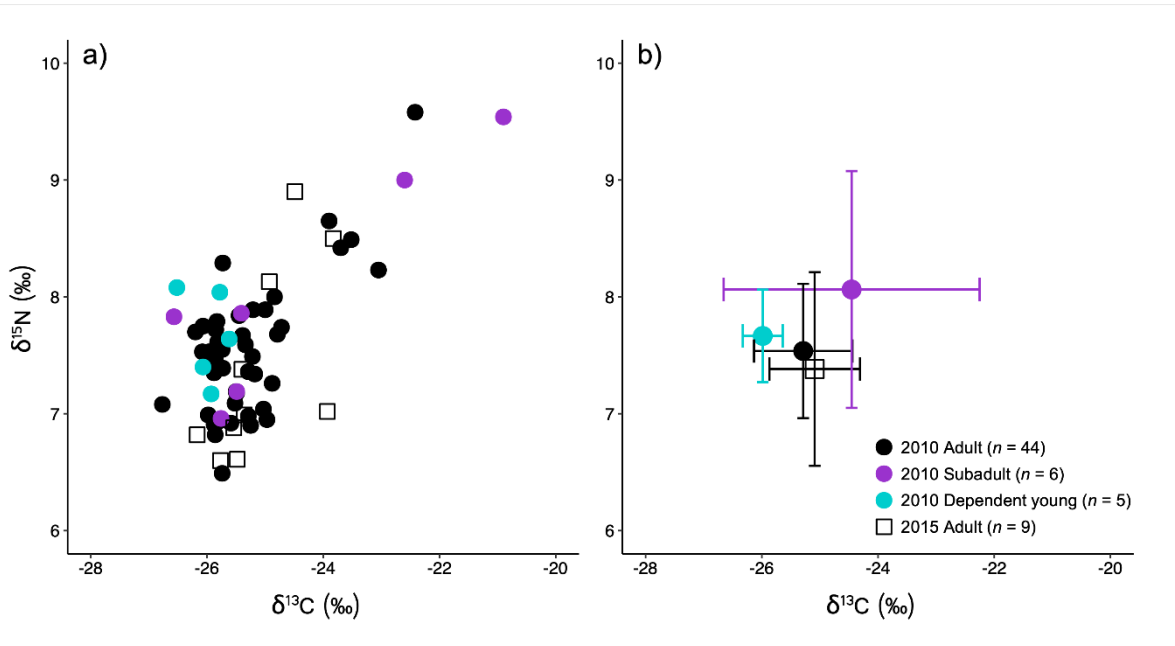 a)
10
9
8
7
6
δ¹⁵N (‰)
-28 -26 -24 -22 -20
δ¹³C (‰)
b)
10
9
8
7
6
2010 Adult (n = 44)
2010 Subadult (n = 6)
2010 Dependent young (n = 5)
2015 Adult (n = 9)
-28 -26 -24 -22 -20
δ¹³C (‰)